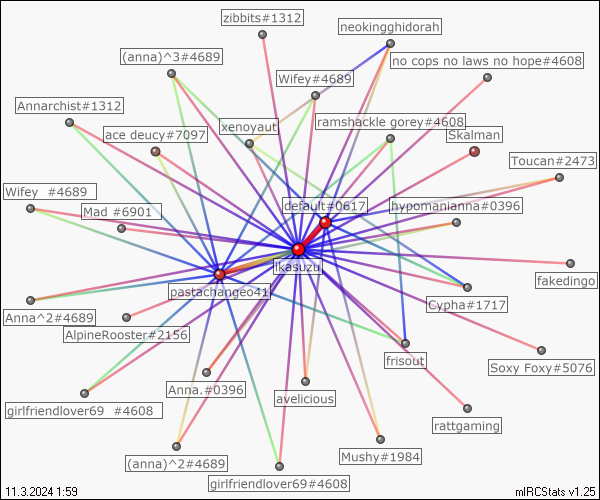 zibbits#1312
neokingghidorah
(anna)^3#4689
no cops no laws no hope#4608
Wifey#4689
Annarchist#1312
ramshackle gorey#4608
xenoyaut
ace deucy#7097
Skalman
Toucan#2473
Wifey  #4689
default#0617
hypomanianna#0396
Mad #6901
ikasuzu
fakedingo
pastachangeo41
Cypha#1717
Anna^2#4689
AlpineRooster#2156
frisout
Soxy Foxy#5076
Anna.#0396
avelicious
girlfriendlover69  #4608
rattgaming
Mushy#1984
(anna)^2#4689
girlfriendlover69#4608
11.3.2024 1:59
mIRCStats v1.25